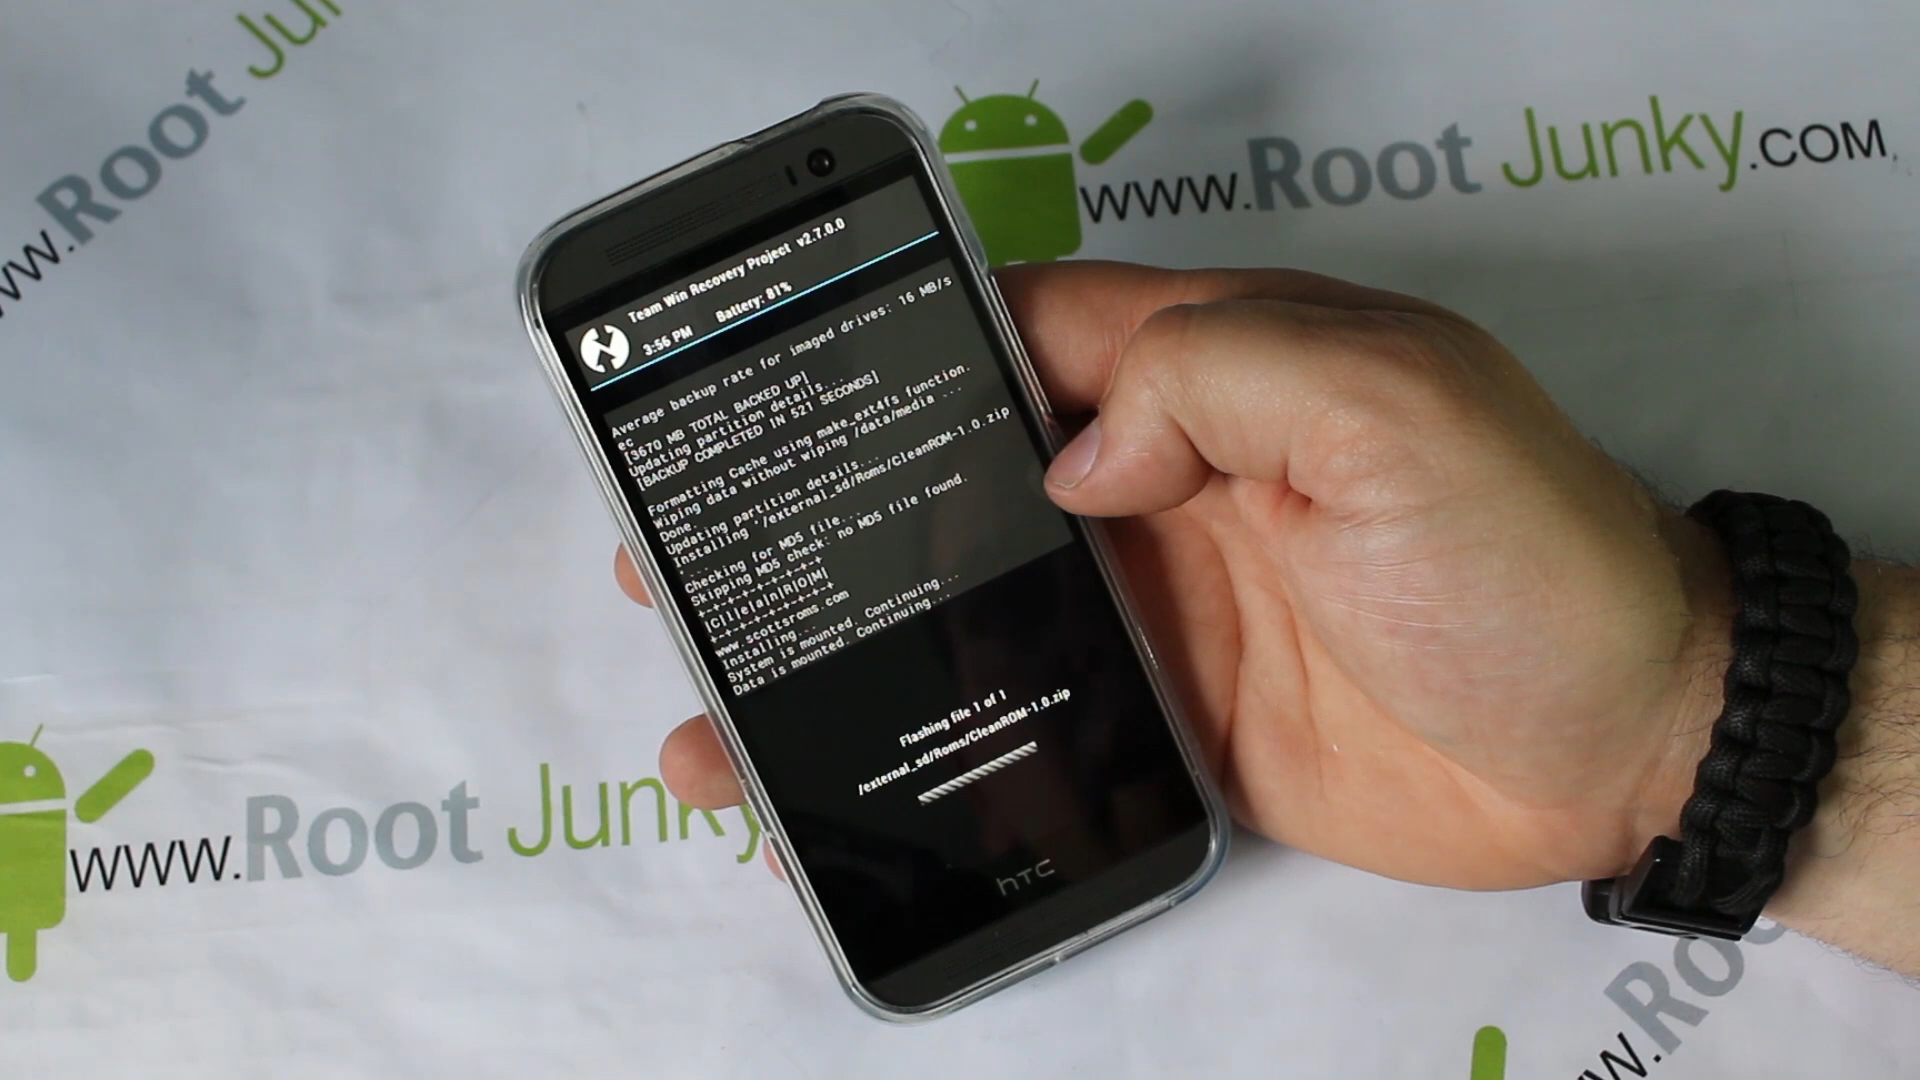 www.Root Jun
www.Root Junky.COM
Team Win Recovery Project v2.7.0.0
3:56 PM Battery: 81%
Average backup rate for imaged drives: 16 MB/s
ec
[3670 MB TOTAL BACKED UP]
Updating partition details...
[BACKUP COMPLETED IN 521 SECONDS]
Formatting Cache using make_ext4fs function.
Wiping data without wiping /data/media ...
Done.
Updating partition details...
Installing '/external_sd/Roms/CleanROM-1.0.zip
'...
Checking for MD5 file...
Skipping MD5 check: no MD5 file found.
+-+-+-+-+-+-+-+-+
|C|l|e|a|n|R|O|M|
+-+-+-+-+-+-+-+-+
www.scottsroms.com
Installing...
System is mounted. Continuing...
Data is mounted. Continuing...
Flashing file 1 of 1
/external_sd/Roms/CleanROM-1.0.zip
hTC
www.Root Junky
w.Ro